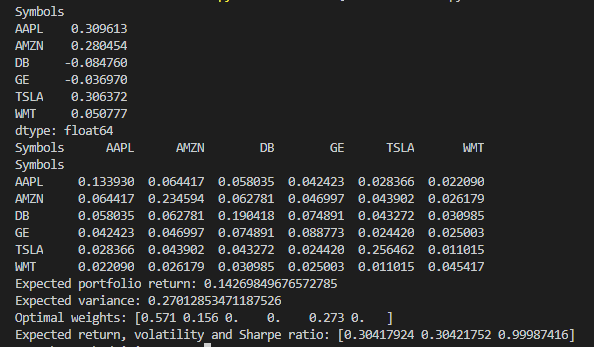 Symbols
AAPL 0.309613
AMZN 0.280454
DB -0.084760
GE -0.036970
TSLA 0.306372
WMT 0.050777
dtype: float64
Symbols AAPL AMZN DB GE TSLA WMT
Symbols
AAPL 0.133930 0.064417 0.058035 0.042423 0.028366 0.022090
AMZN 0.064417 0.234594 0.062781 0.046997 0.043902 0.026179
DB 0.058035 0.062781 0.190418 0.074891 0.043272 0.030985
GE 0.042423 0.046997 0.074891 0.088773 0.024420 0.025003
TSLA 0.028366 0.043902 0.043272 0.024420 0.256462 0.011015
WMT 0.022090 0.026179 0.030985 0.025003 0.011015 0.045417
Expected portfolio return: 0.14269849676572785
Expected variance: 0.27012853471187526
Optimal weights: [0.571 0.156 0. 0. 0.273 0. ]
Expected return, volatility and Sharpe ratio: [0.30417924 0.30421752 0.99987416]